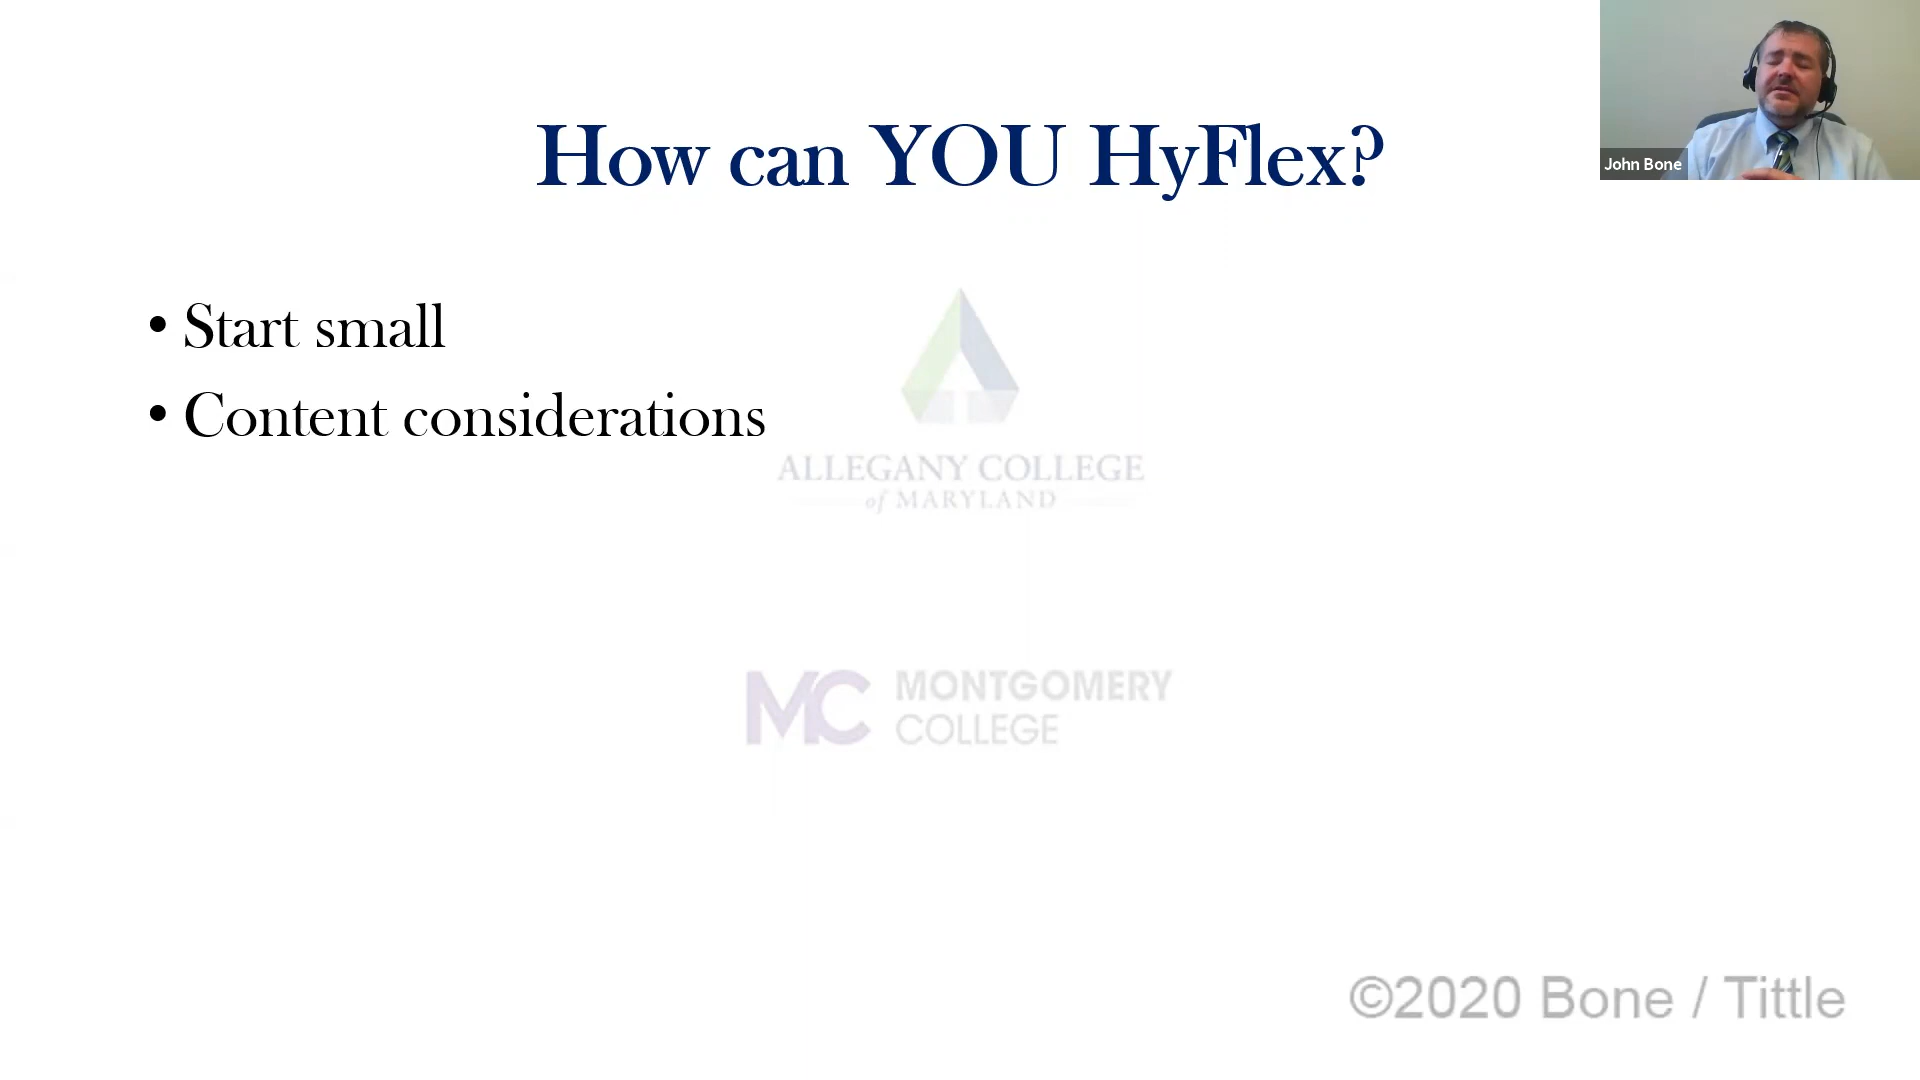 How can YOU HyFlex?
John Bone
• Start small
• Content considerations
ALLEGANY COLLEGE
of MARYLAND
MC MONTGOMERY
COLLEGE
©2020 Bone / Tittle